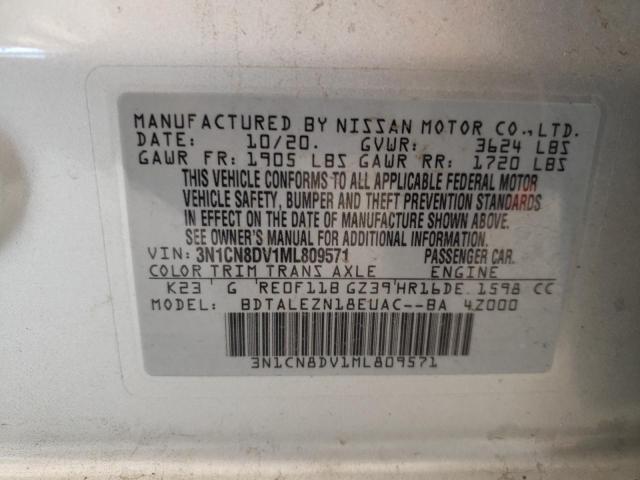 MANUFACTURED BY NISSAN MOTOR CO.,LTD.
DATE: 10/20. GVWR: 3624 LBS
GAWR FR: 1905 LBS GAWR RR: 1720 LBS
THIS VEHICLE CONFORMS TO ALL APPLICABLE FEDERAL MOTOR
VEHICLE SAFETY, BUMPER AND THEFT PREVENTION STANDARDS
IN EFFECT ON THE DATE OF MANUFACTURE SHOWN ABOVE.
SEE OWNER'S MANUAL FOR ADDITIONAL INFORMATION.
VIN: 3N1CN8DV1ML809571 PASSENGER CAR.
COLOR TRIM TRANS AXLE ENGINE
K23 G RE0F11B GZ39 HR16DE 1598 CC
MODEL: BDTALEZN18EUAC--BA 4Z000
3N1CN8DV1ML809571